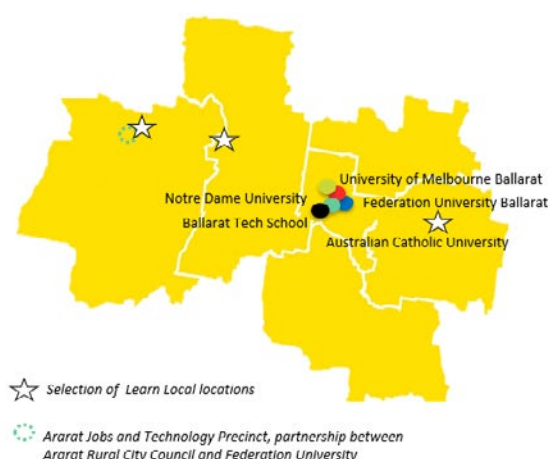 University of Melbourne Ballarat
Notre Dame University
Federation University Ballarat
Ballarat Tech School
Australian Catholic University
Selection of Learn Local locations
Ararat Jobs and Technology Precinct, partnership between
Ararat Rural City Council and Federation University